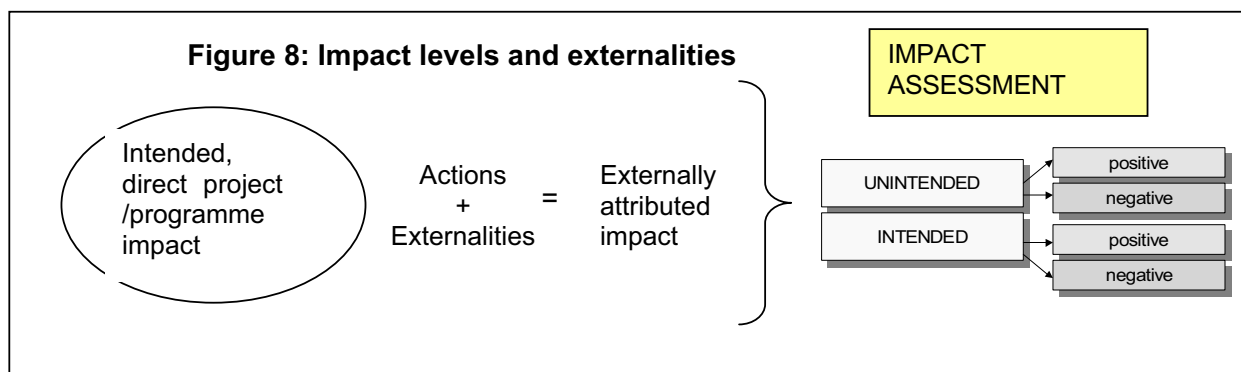 Figure 8: Impact levels and externalities
IMPACT
ASSESSMENT
Intended,
direct project
/programme
impact
Actions
+
Externalities
=
Externally
attributed
impact
UNINTENDED
positive
negative
INTENDED
positive
negative